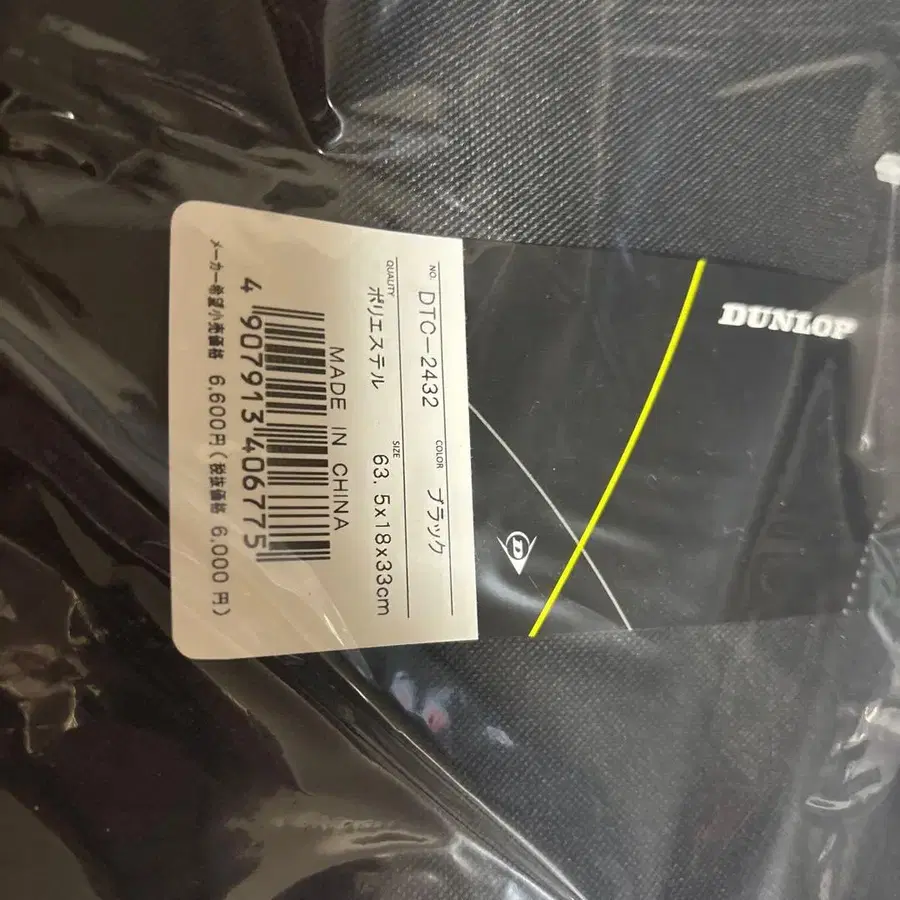 DUNLOP
D
NO. DTC-2432 COLOR ブラック
QUALITY ポリエステル SIZE 63.5x18x33cm
MADE IN CHINA
4 907913 406775
メーカー希望小売価格 6,600円(税抜価格 6,000円)